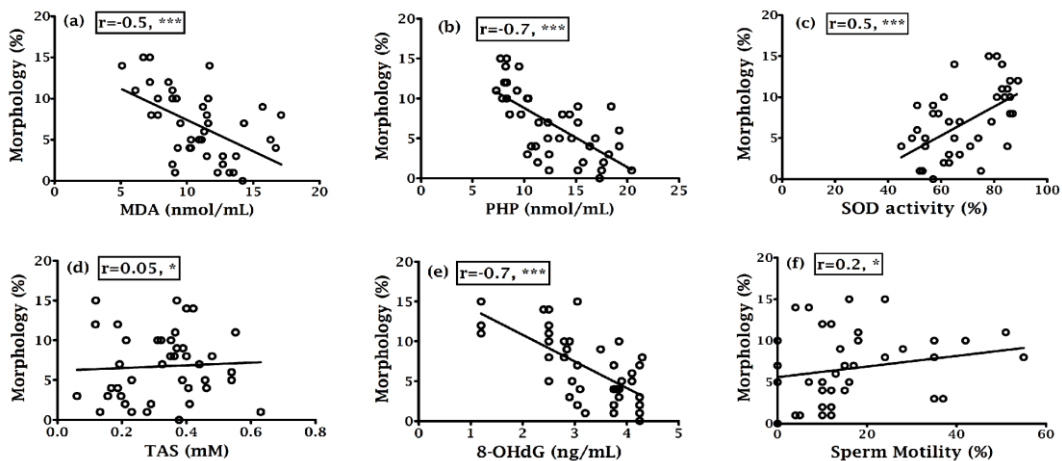 (a) r=-0.5, ***
Morphology (%)
20
15
10
5
0
0 5 10 15 20
MDA (nmol/mL)
(b) r=-0.7, ***
Morphology (%)
20
15
10
5
0
0 5 10 15 20 25
PHP (nmol/mL)
(c) r=0.5, ***
Morphology (%)
20
15
10
5
0
0 20 40 60 80 100
SOD activity (%)
(d) r=0.05, *
Morphology (%)
20
15
10
5
0
0.0 0.2 0.4 0.6 0.8
TAS (mM)
(e) r=-0.7, ***
Morphology (%)
20
15
10
5
0
0 1 2 3 4 5
8-OHdG (ng/mL)
(f) r=0.2, *
Morphology (%)
20
15
10
5
0
0 20 40 60
Sperm Motility (%)